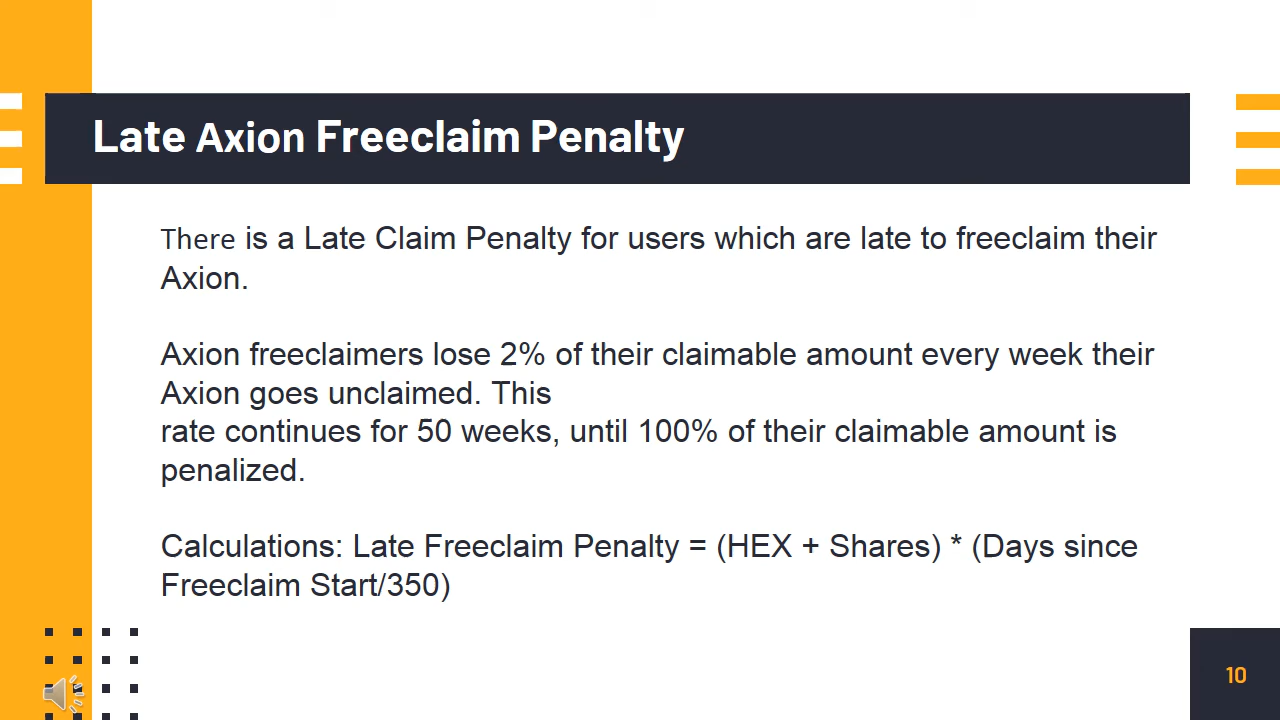 Late Axion Freeclaim Penalty
There is a Late Claim Penalty for users which are late to freeclaim their
Axion.
Axion freeclaimers lose 2% of their claimable amount every week their
Axion goes unclaimed. This
rate continues for 50 weeks, until 100% of their claimable amount is
penalized.
Calculations: Late Freeclaim Penalty = (HEX + Shares) * (Days since
Freeclaim Start/350)
10